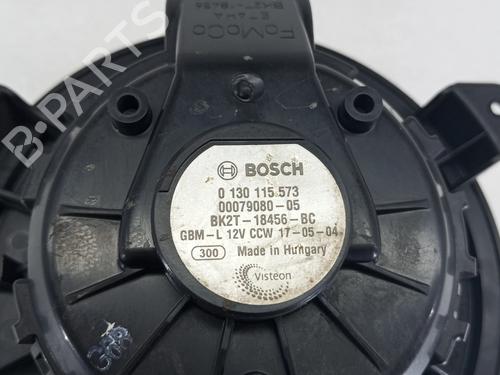 FoMoCo
BOSCH
0 130 115 573
00079080-05
BK2T-18456-BC
GBM-L 12V CCW 17-05-04
300 Made in Hungary
Visteon
B-Parts